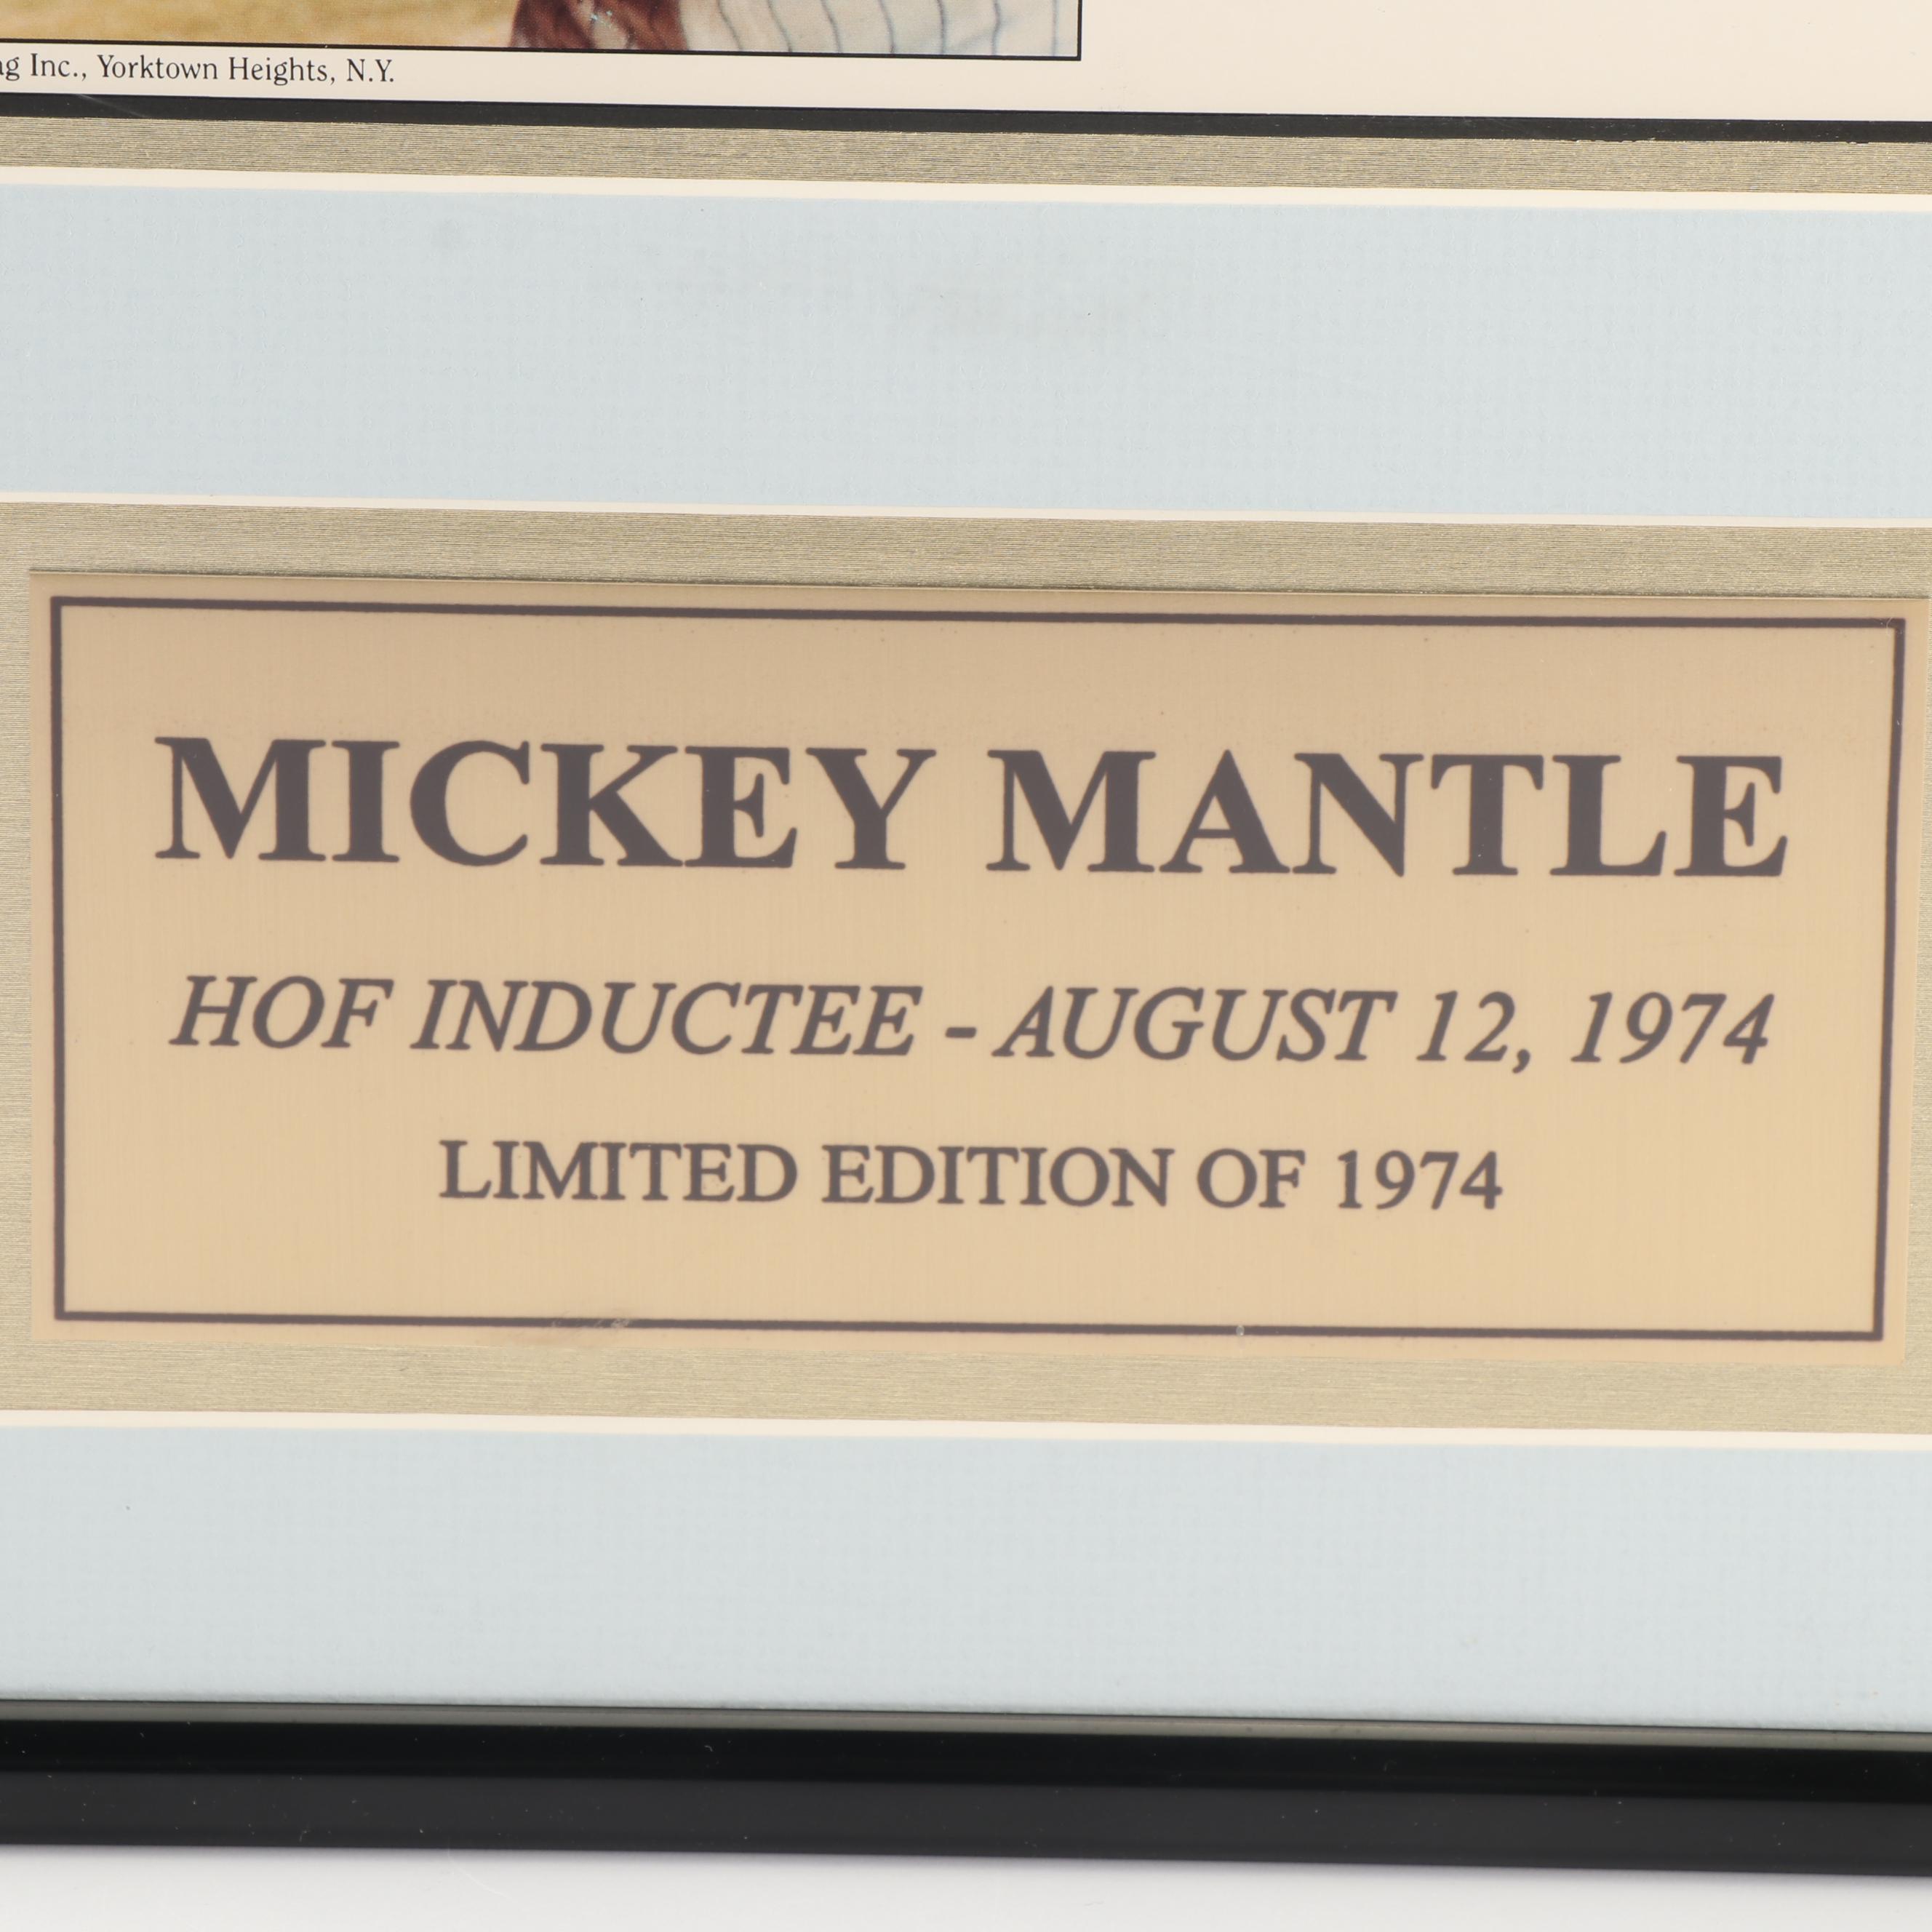 Inc., Yorktown Heights, N.Y.
MICKEY MANTLE
HOF INDUCTEE - AUGUST 12, 1974
LIMITED EDITION OF 1974